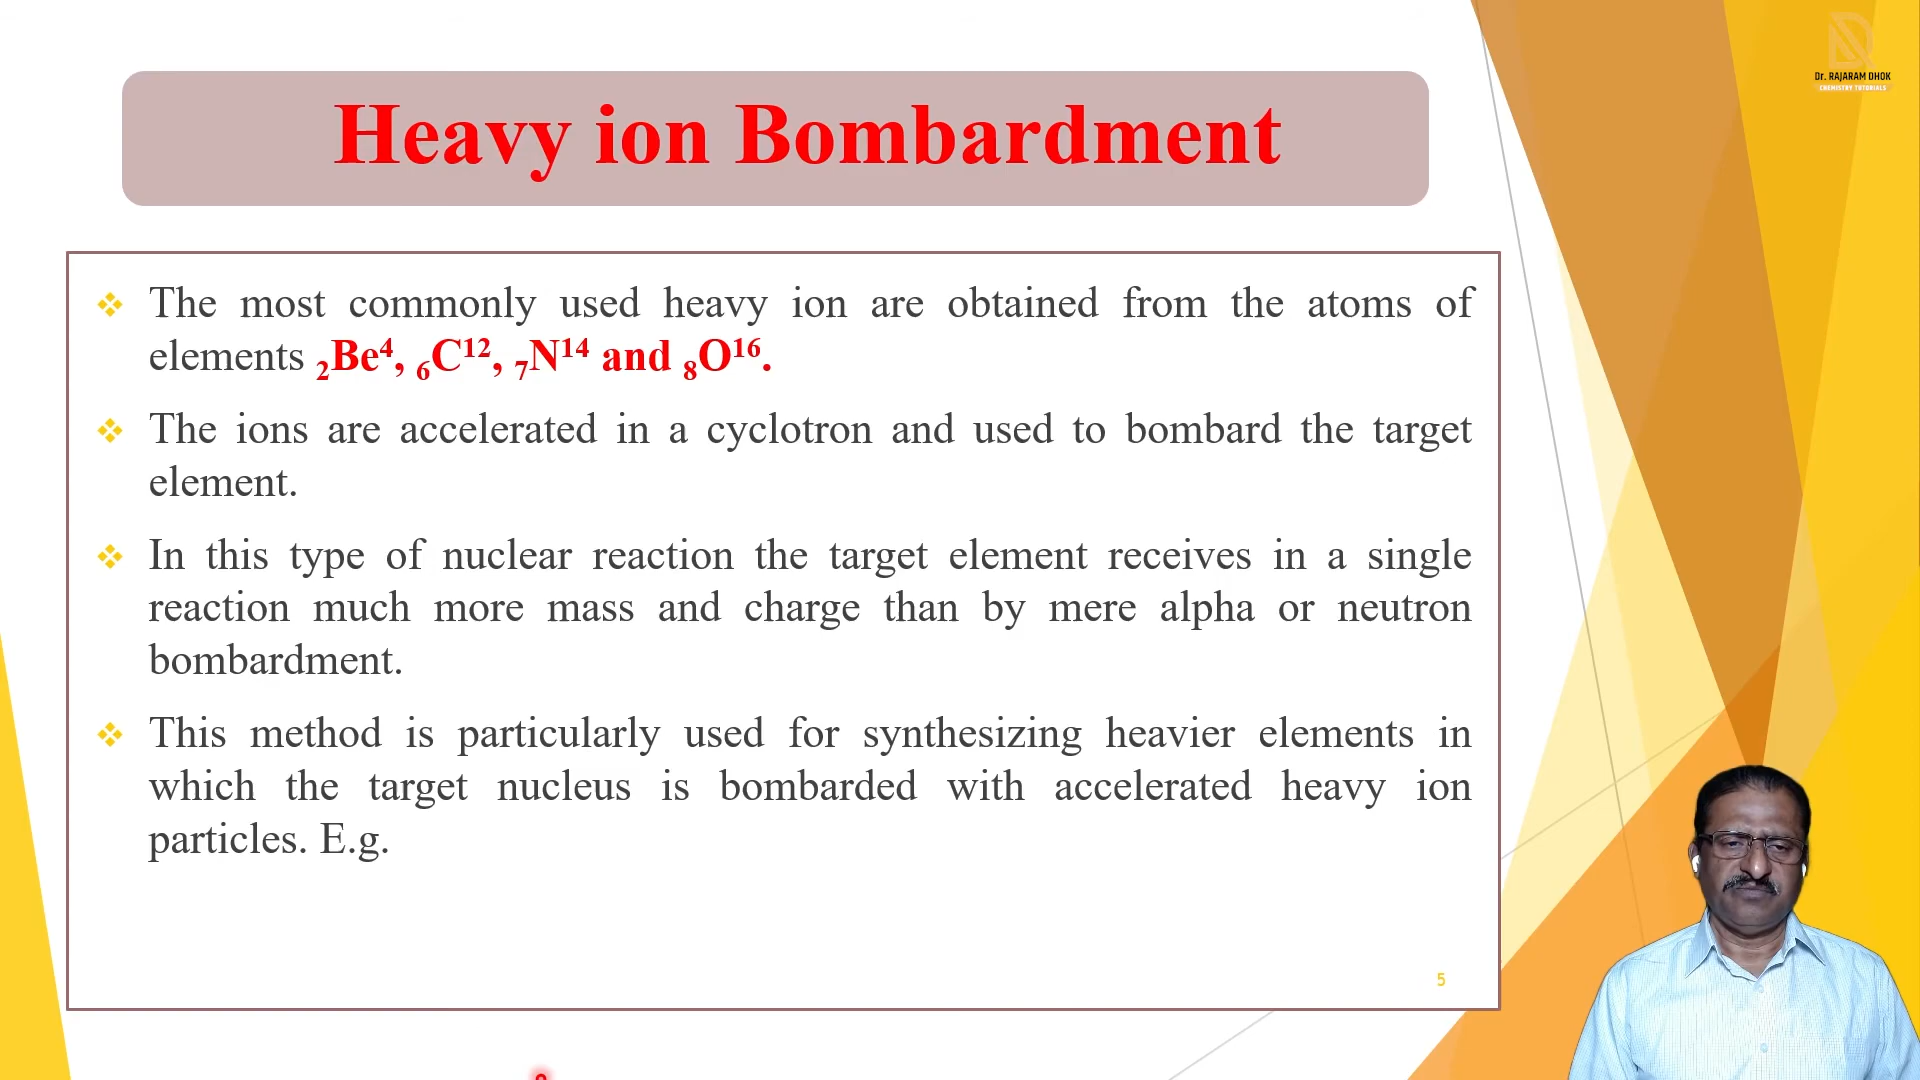 Dr. RAJARAM DHOK
CHEMISTRY TUTORIALS
Heavy ion Bombardment
❖ The most commonly used heavy ion are obtained from the atoms of
elements ₂Be⁴, ₆C¹², ₇N¹⁴ and ₈O¹⁶.
❖ The ions are accelerated in a cyclotron and used to bombard the target
element.
❖ In this type of nuclear reaction the target element receives in a single
reaction much more mass and charge than by mere alpha or neutron
bombardment.
❖ This method is particularly used for synthesizing heavier elements in
which the target nucleus is bombarded with accelerated heavy ion
particles. E.g.
5